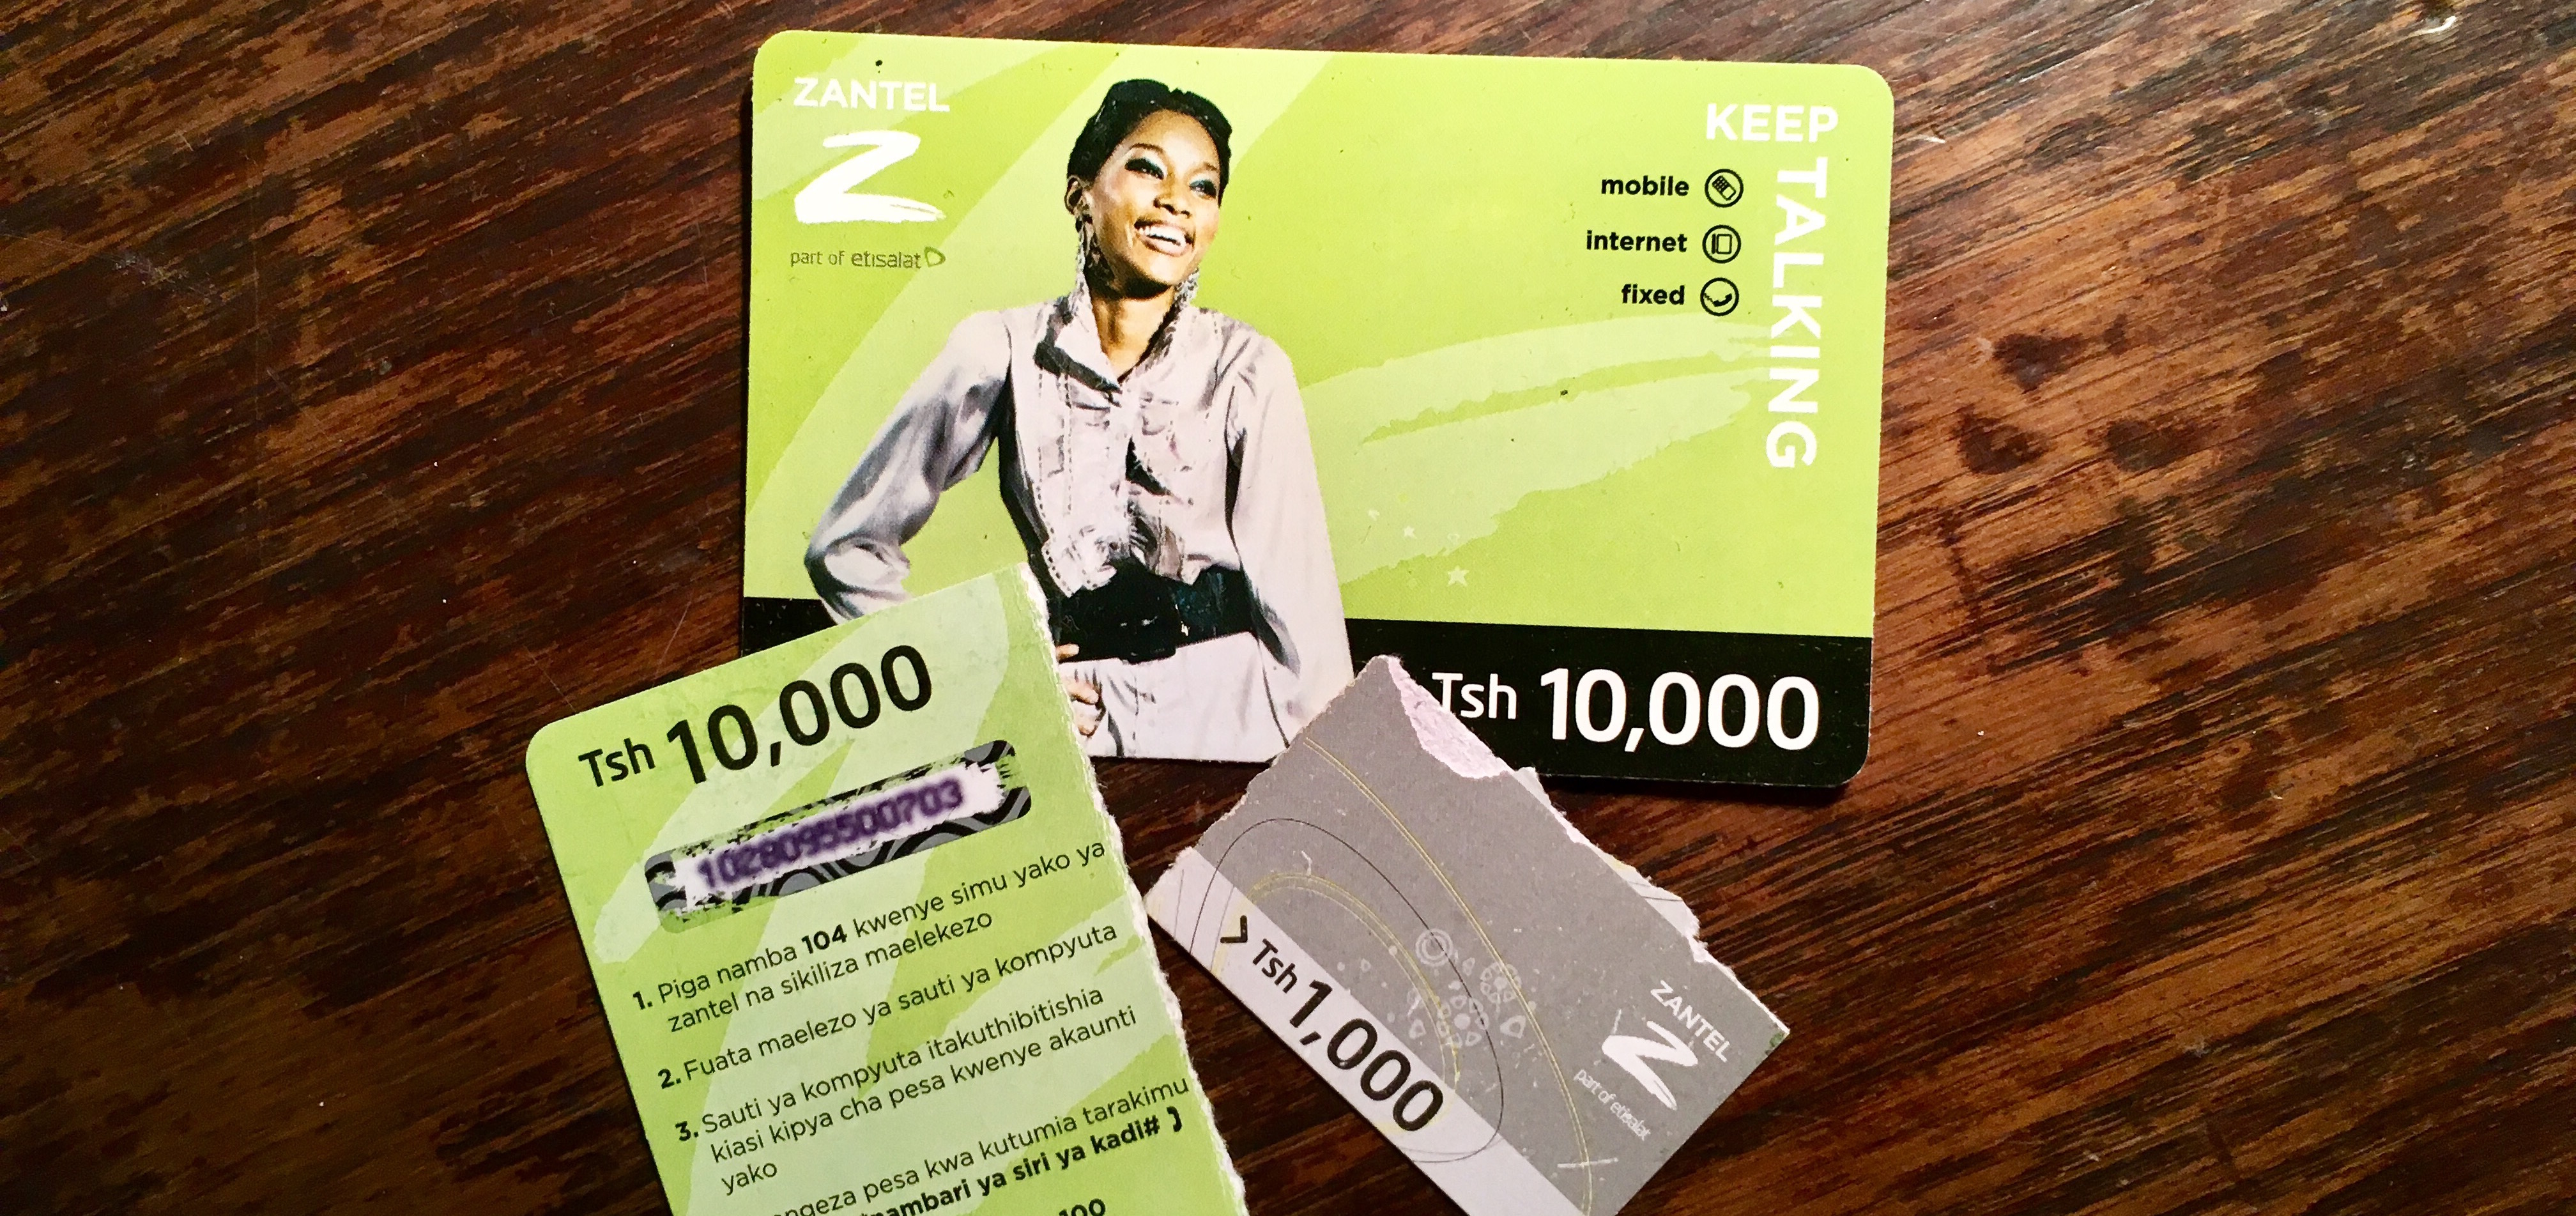 ZANTEL
Z
part of etisalat
KEEP
TALKING
mobile
internet
fixed
Tsh 10,000
Tsh 10,000
1028095500703
1. Piga namba 104 kwenye simu yako ya
zantel na sikiliza maelekezo
2. Fuata maelezo ya sauti ya kompyuta
3. Sauti ya kompyuta itakuthibitishia
kiasi kipya cha pesa kwenye akaunti
yako
ngeza pesa kwa kutumia tarakimu
nambari ya siri ya kadi#
100
> Tsh 1,000
ZANTEL
Z
part of etisalat